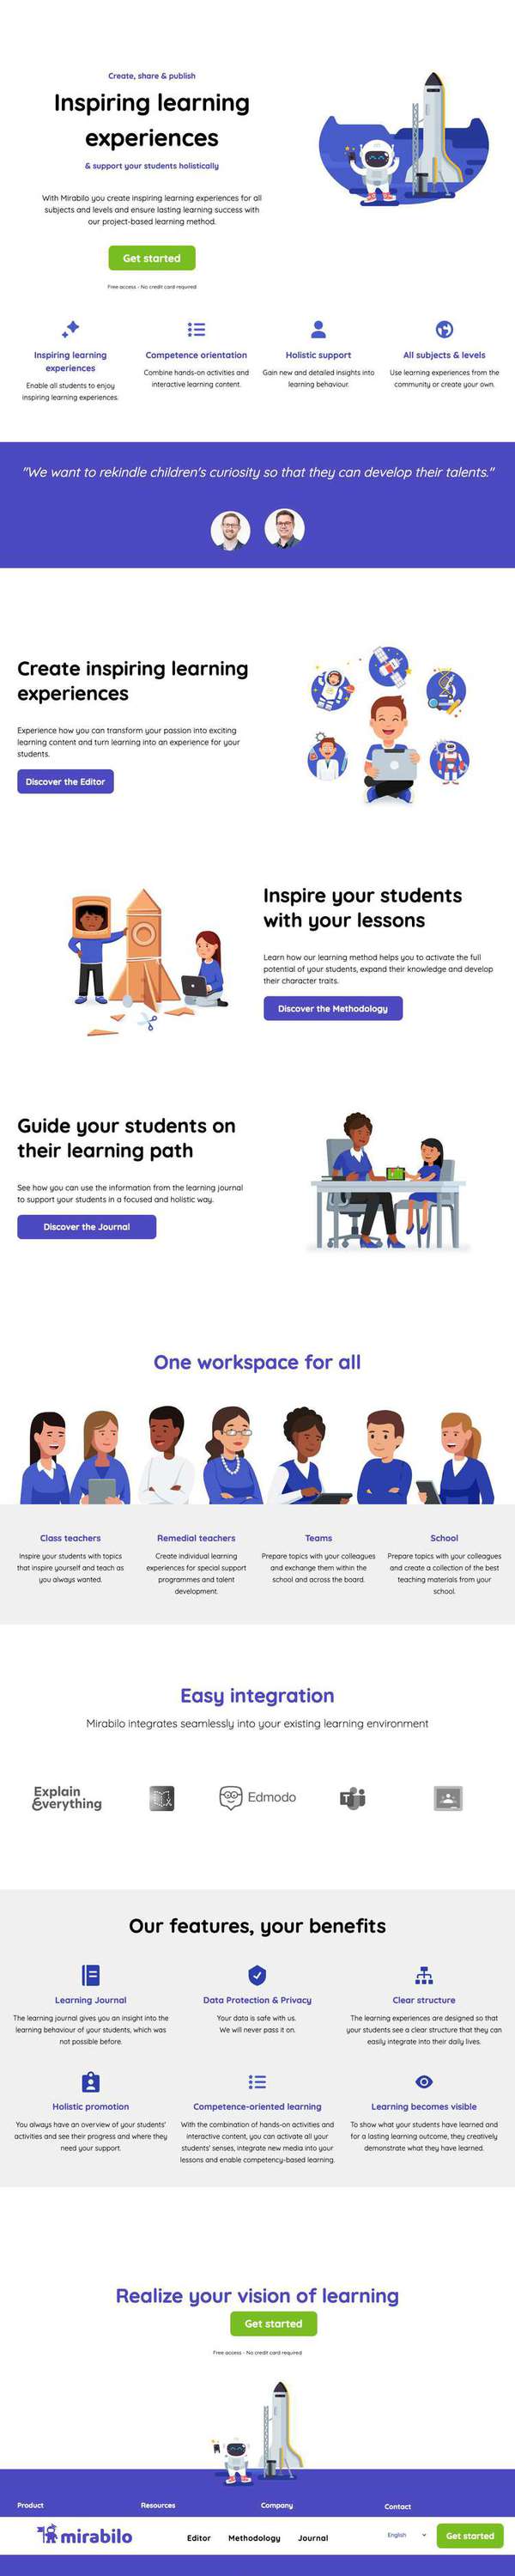 Create, share & publish
Inspiring learning
experiences
& support your students holistically
With Mirabilo you create inspiring learning experiences for all
subjects and levels and ensure lasting learning success with
our project-based learning method.
Get started
Free access - No credit card required
Inspiring learning
experiences
Enable all students to enjoy
inspiring learning experiences.
Competence orientation
Combine hands-on activities and
interactive learning content.
Holistic support
Gain new and detailed insights into
learning behaviour.
All subjects & levels
Use learning experiences from the
community or create your own.
"We want to rekindle children's curiosity so that they can develop their talents."
Create inspiring learning
experiences
Experience how you can transform your passion into exciting
learning content and turn learning into an experience for your
students.
Discover the Editor
Inspire your students
with your lessons
Learn how our learning method helps you to activate the full
potential of your students, expand their knowledge and develop
their character traits.
Discover the Methodology
Guide your students on
their learning path
See how you can use the information from the learning journal
to support your students in a focused and holistic way.
Discover the Journal
One workspace for all
Class teachers
Inspire your students with topics
that inspire yourself and teach as
you always wanted.
Remedial teachers
Create individual learning
experiences for special support
programmes and talent
development.
Teams
Prepare topics with your colleagues
and exchange them within the
school and across the board.
School
Prepare topics with your colleagues
and create a collection of the best
teaching materials from your
school.
Easy integration
Mirabilo integrates seamlessly into your existing learning environment
Explain
Everything
Edmodo
T
Our features, your benefits
Learning Journal
The learning journal gives you an insight into the
learning behaviour of your students, which was
not possible before.
Data Protection & Privacy
Your data is safe with us.
We will never pass it on.
Clear structure
The learning experiences are designed so that
your students see a clear structure that they can
easily integrate into their daily lives.
Holistic promotion
You always have an overview of your students'
activities and see their progress and where they
need your support.
Competence-oriented learning
With the combination of hands-on activities and
interactive content, you can activate all your
students' senses, integrate new media into your
lessons and enable competency-based learning.
Learning becomes visible
To show what your students have learned and
for a lasting learning outcome, they creatively
demonstrate what they have learned.
Realize your vision of learning
Get started
Free access - No credit card required
Product
Resources
Company
Contact
mirabilo
Editor
Methodology
Journal
English
Get started